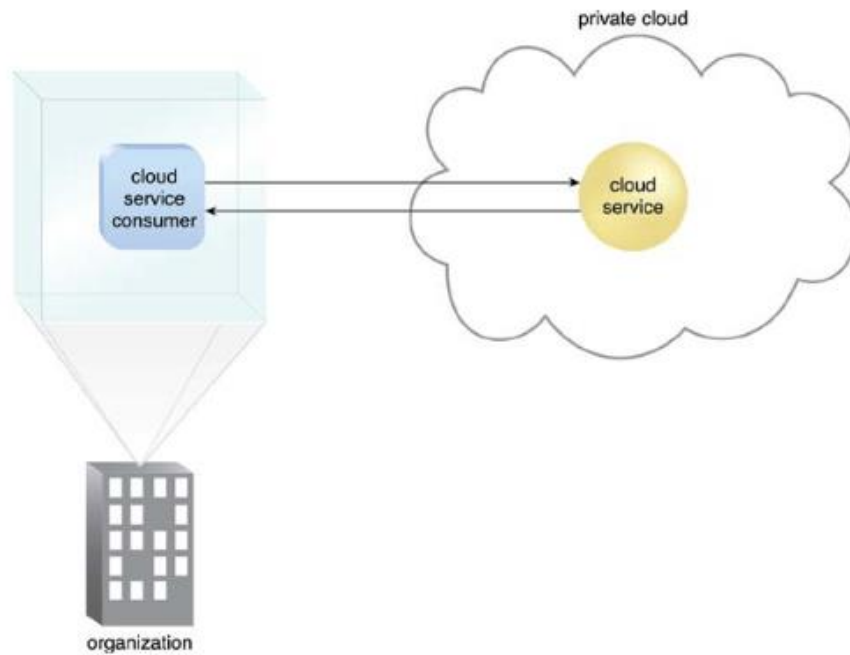 private cloud
cloud
service
consumer
cloud
service
organization